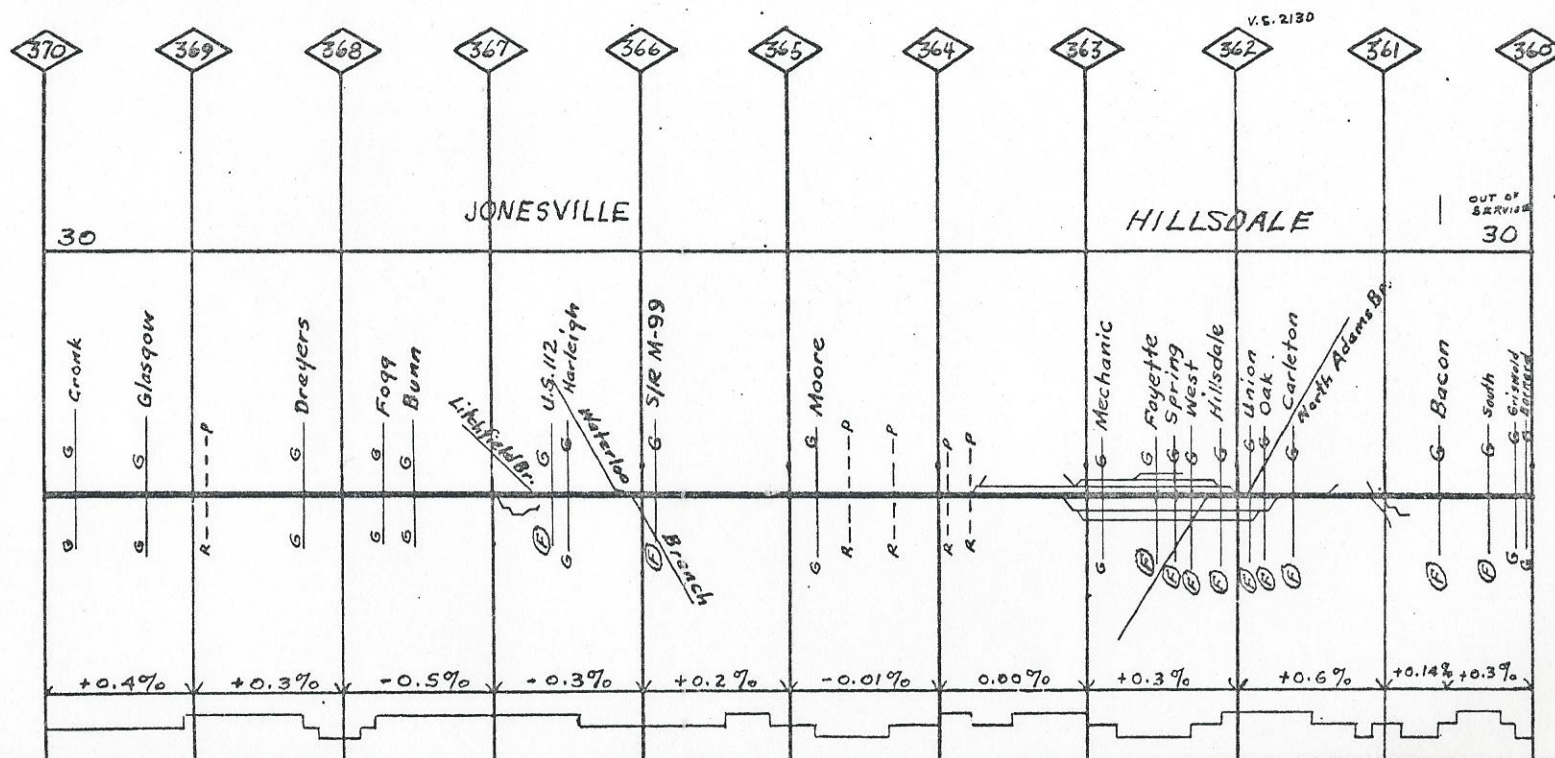 V.S. 2130
370 369 368 367 366 365 364 363 362 361 360
JONESVILLE
HILLSDALE
OUT OF
SERVICE
30
30
Cronk
Glasgow
Drayers
Fogg
Bunn
Litchfield Br.
U.S. 112
Harleigh
Waterloo
Branch
S/R M-99
Moore
Mechanic
Fayette
Spring
West
Hillsdale
Union
Oak
Carleton
North Adams Br.
Bacon
South
Griswold
Barnard
G G P G G G G G G G P P P P G G G G G G G G G G G G G
G G R G G G F G F G R R R R G F F F F F F F F F G G
+0.4% +0.3% -0.5% -0.3% +0.2% -0.01% 0.00% +0.3% +0.6% +0.14% +0.3%